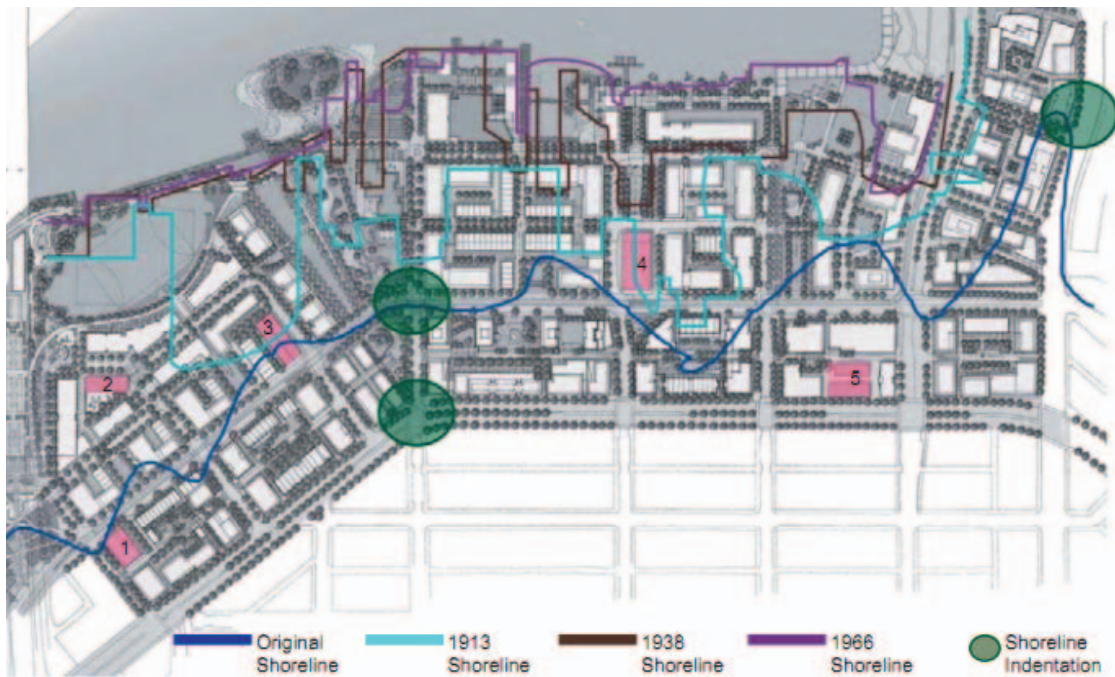 4
3
2
5
1
Original
Shoreline
1913
Shoreline
1938
Shoreline
1966
Shoreline
Shoreline
Indentation